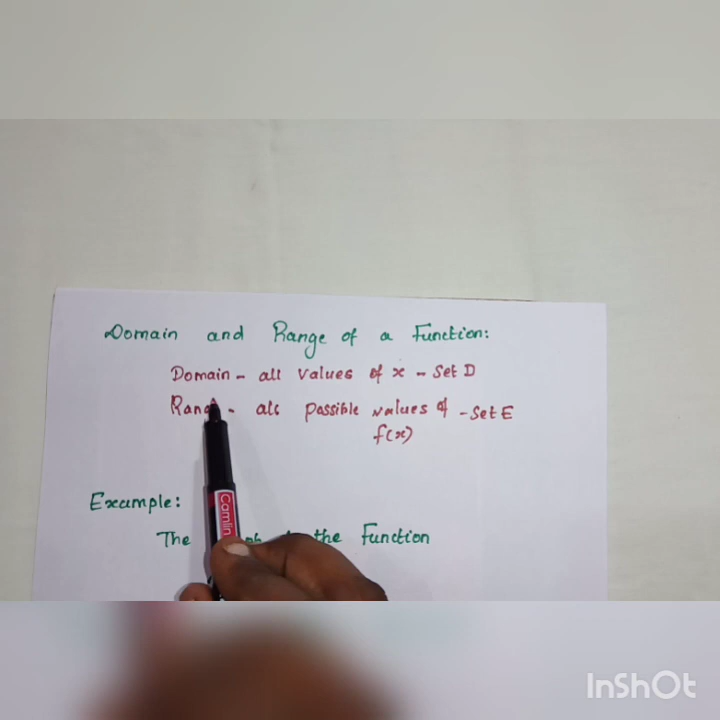 Domain and Range of a Function:
Domain - all values of x - Set D
Range - all possible values of - Set E
f(x)
Example:
The the Function
Camlin
InShOt